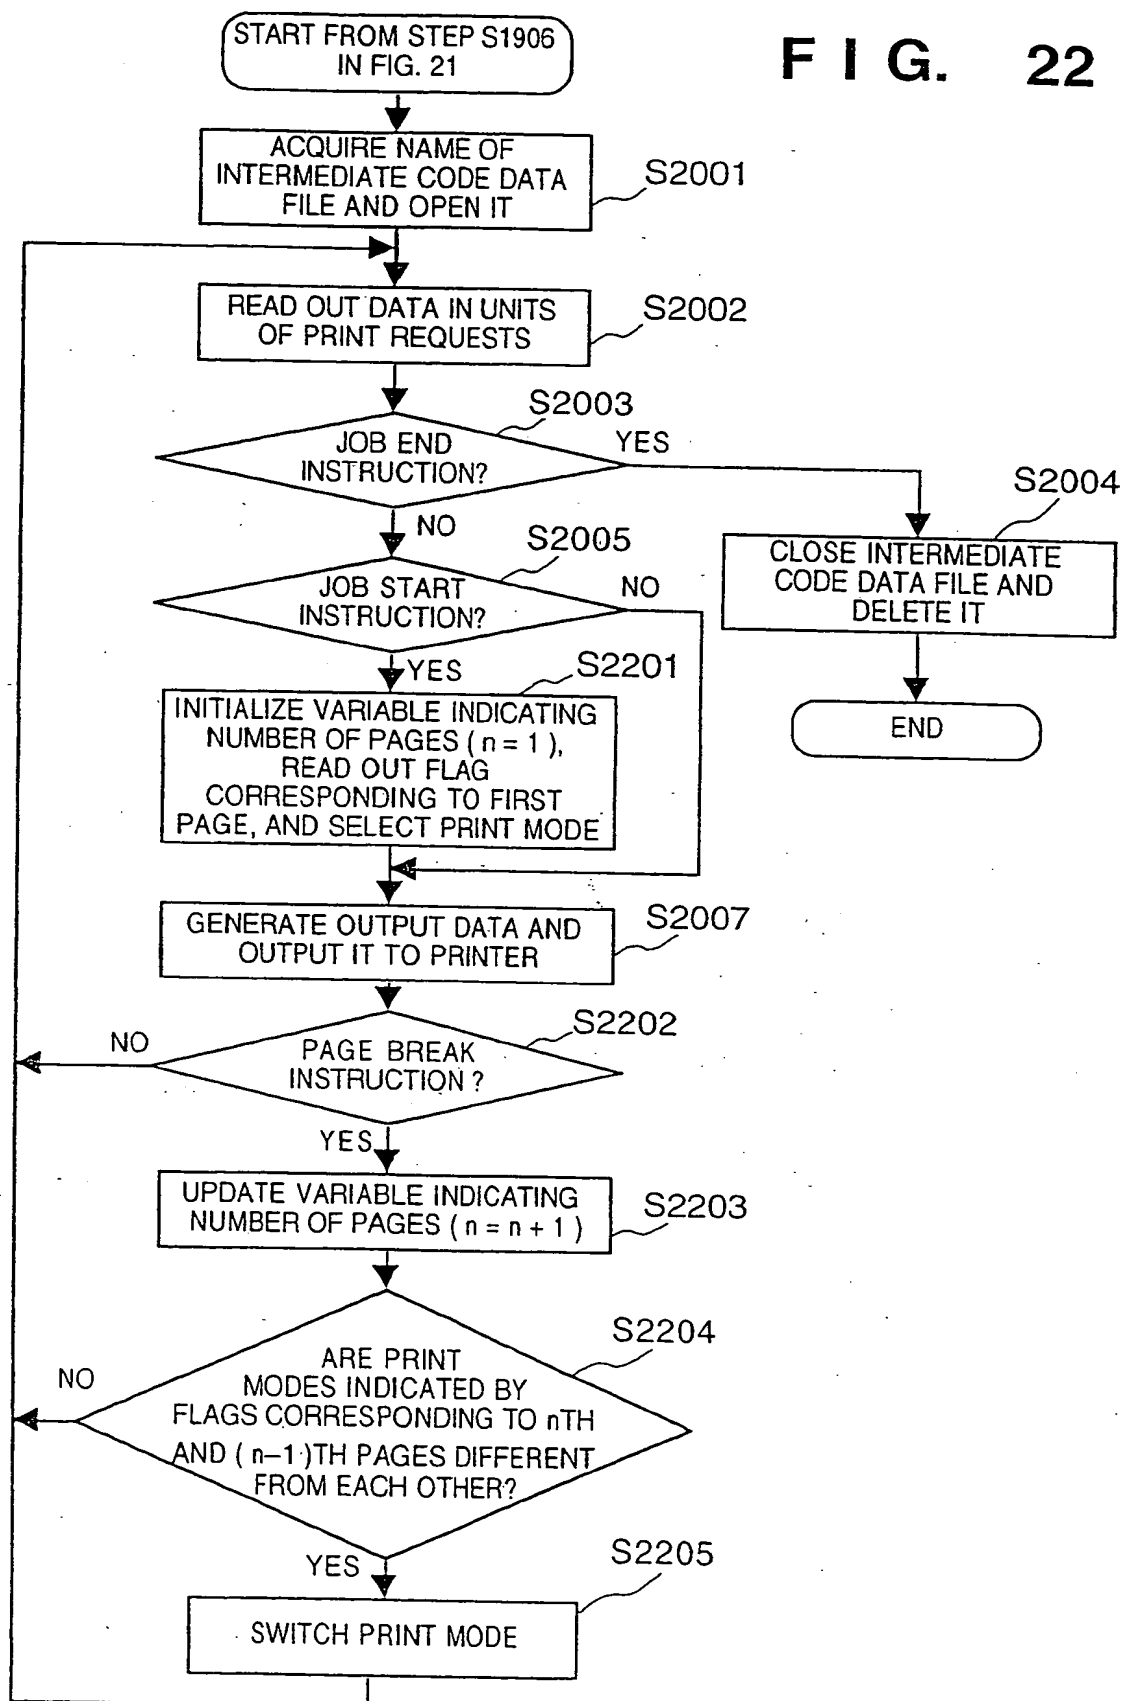 START FROM STEP S1906
IN FIG. 21
F I G. 22
ACQUIRE NAME OF
INTERMEDIATE CODE DATA
FILE AND OPEN IT
S2001
READ OUT DATA IN UNITS
OF PRINT REQUESTS
S2002
S2003
JOB END
INSTRUCTION?
YES
NO
S2004
CLOSE INTERMEDIATE
CODE DATA FILE AND
DELETE IT
END
S2005
JOB START
INSTRUCTION?
NO
YES
S2201
INITIALIZE VARIABLE INDICATING
NUMBER OF PAGES ( n = 1 ),
READ OUT FLAG
CORRESPONDING TO FIRST
PAGE, AND SELECT PRINT MODE
GENERATE OUTPUT DATA AND
OUTPUT IT TO PRINTER
S2007
S2202
NO
PAGE BREAK
INSTRUCTION ?
YES
UPDATE VARIABLE INDICATING
NUMBER OF PAGES ( n = n + 1 )
S2203
S2204
NO
ARE PRINT
MODES INDICATED BY
FLAGS CORRESPONDING TO nTH
AND ( n–1 )TH PAGES DIFFERENT
FROM EACH OTHER?
YES
S2205
SWITCH PRINT MODE